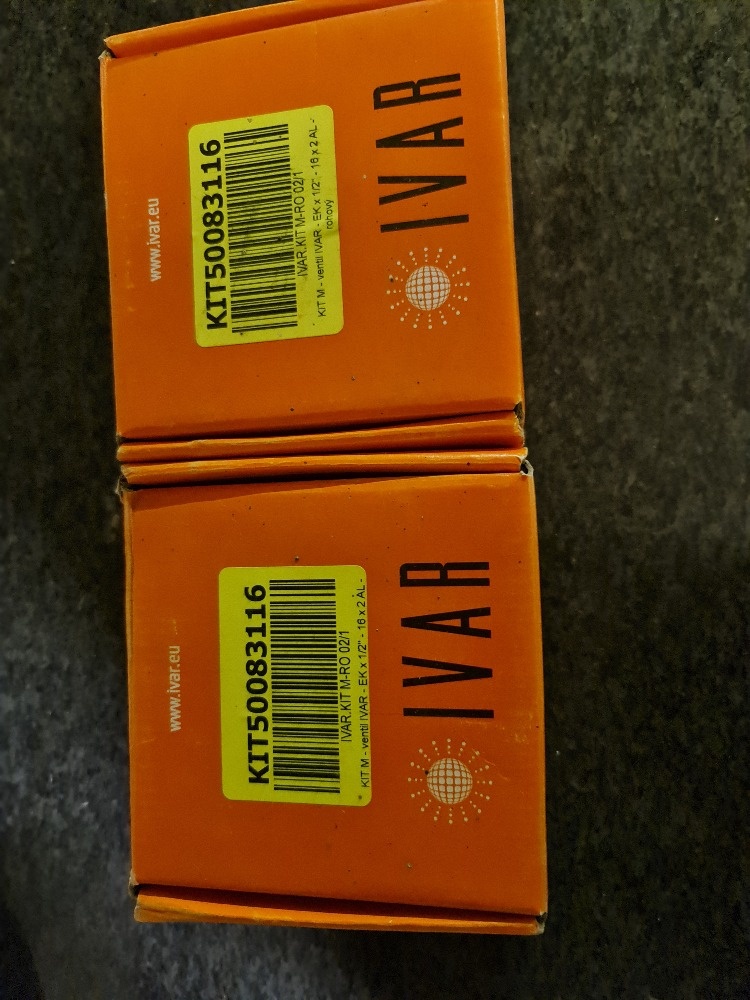 www.ivar.eu
KIT50083116
IVAR.KIT M-RO 02/1
KIT M - ventil IVAR - EK x 1/2" - 16 x 2 AL -
rohový
IVAR
www.ivar.eu
KIT50083116
IVAR.KIT M-RO 02/1
KIT M - ventil IVAR - EK x 1/2" - 16 x 2 AL -
IVAR